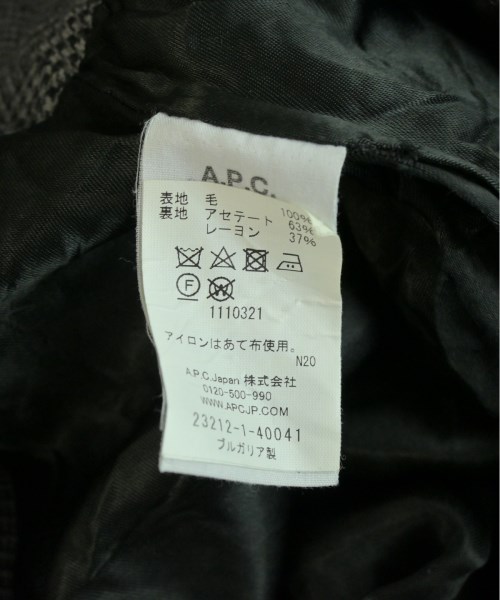 A.P.C.
表地 毛 100%
裏地 アセテート 63%
レーヨン 37%
F W
1110321
アイロンはあて布使用。
N20
A.P.C.Japan 株式会社
0120-500-990
WWW.APCJP.COM
23212-1-40041
ブルガリア製